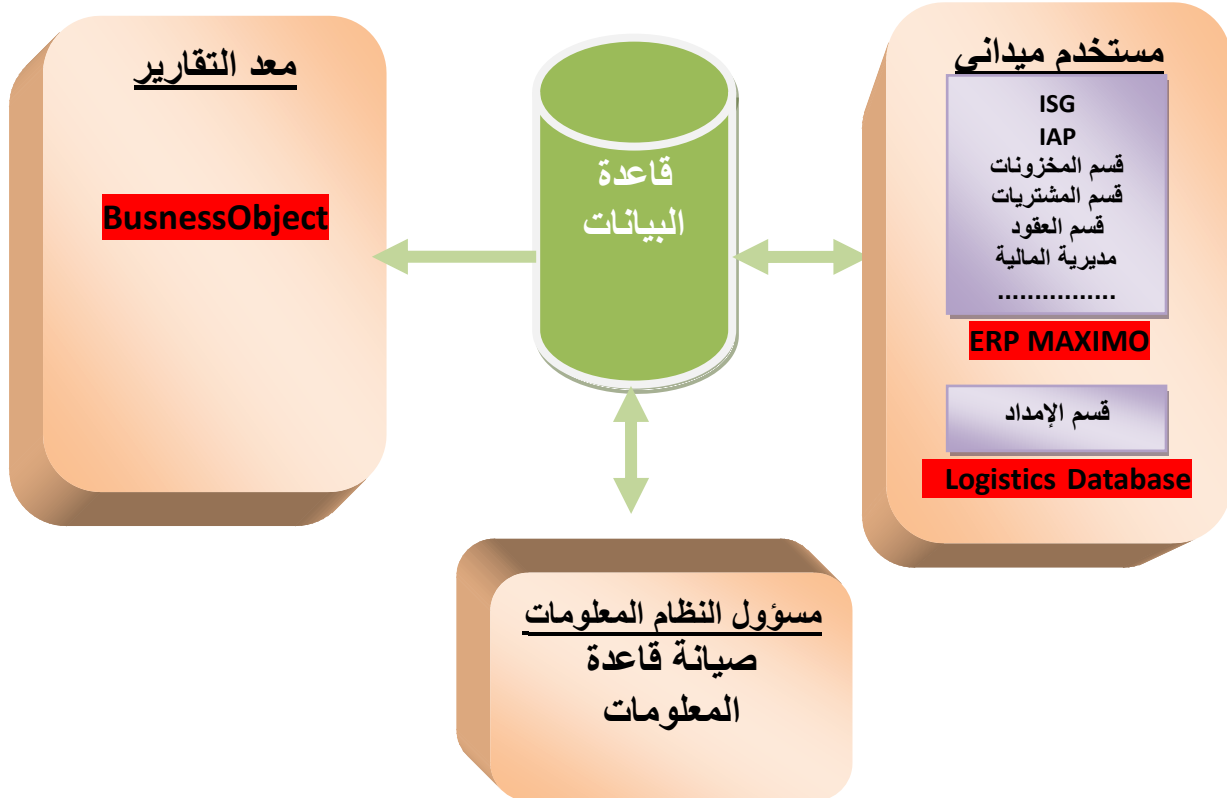 مستخدم ميداني
ISG
IAP
قسم المخزونات
قسم المشتريات
قسم العقود
مديرية المالية
................
ERP MAXIMO
قسم الإمداد
Logistics Database
قاعدة
البيانات
معد التقارير
BusnessObject
مسؤول النظام المعلومات
صيانة قاعدة
المعلومات